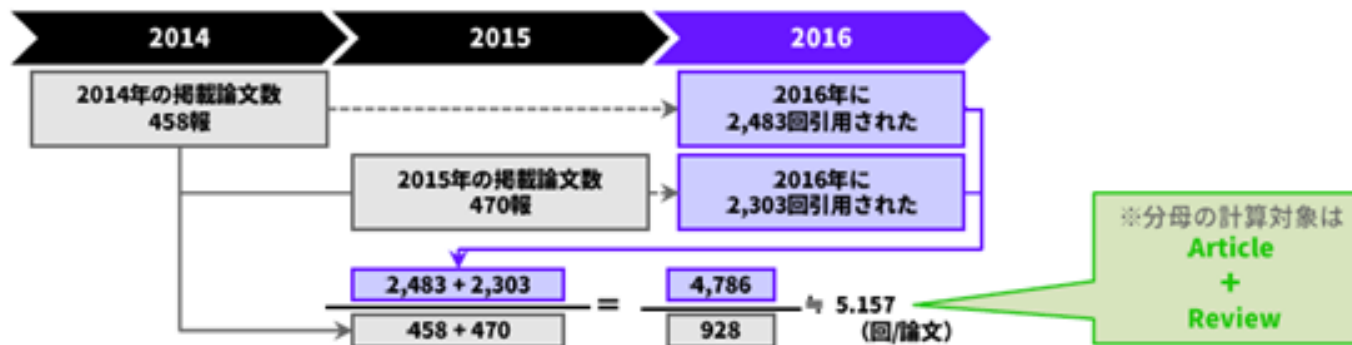 2014
2015
2016
2014年の掲載論文数
458報
2016年に
2,483回引用された
2015年の掲載論文数
470報
2016年に
2,303回引用された
※分母の計算対象は
Article
+
Review
2,483 + 2,303
458 + 470
=
4,786
928
≒ 5.157
(回/論文)